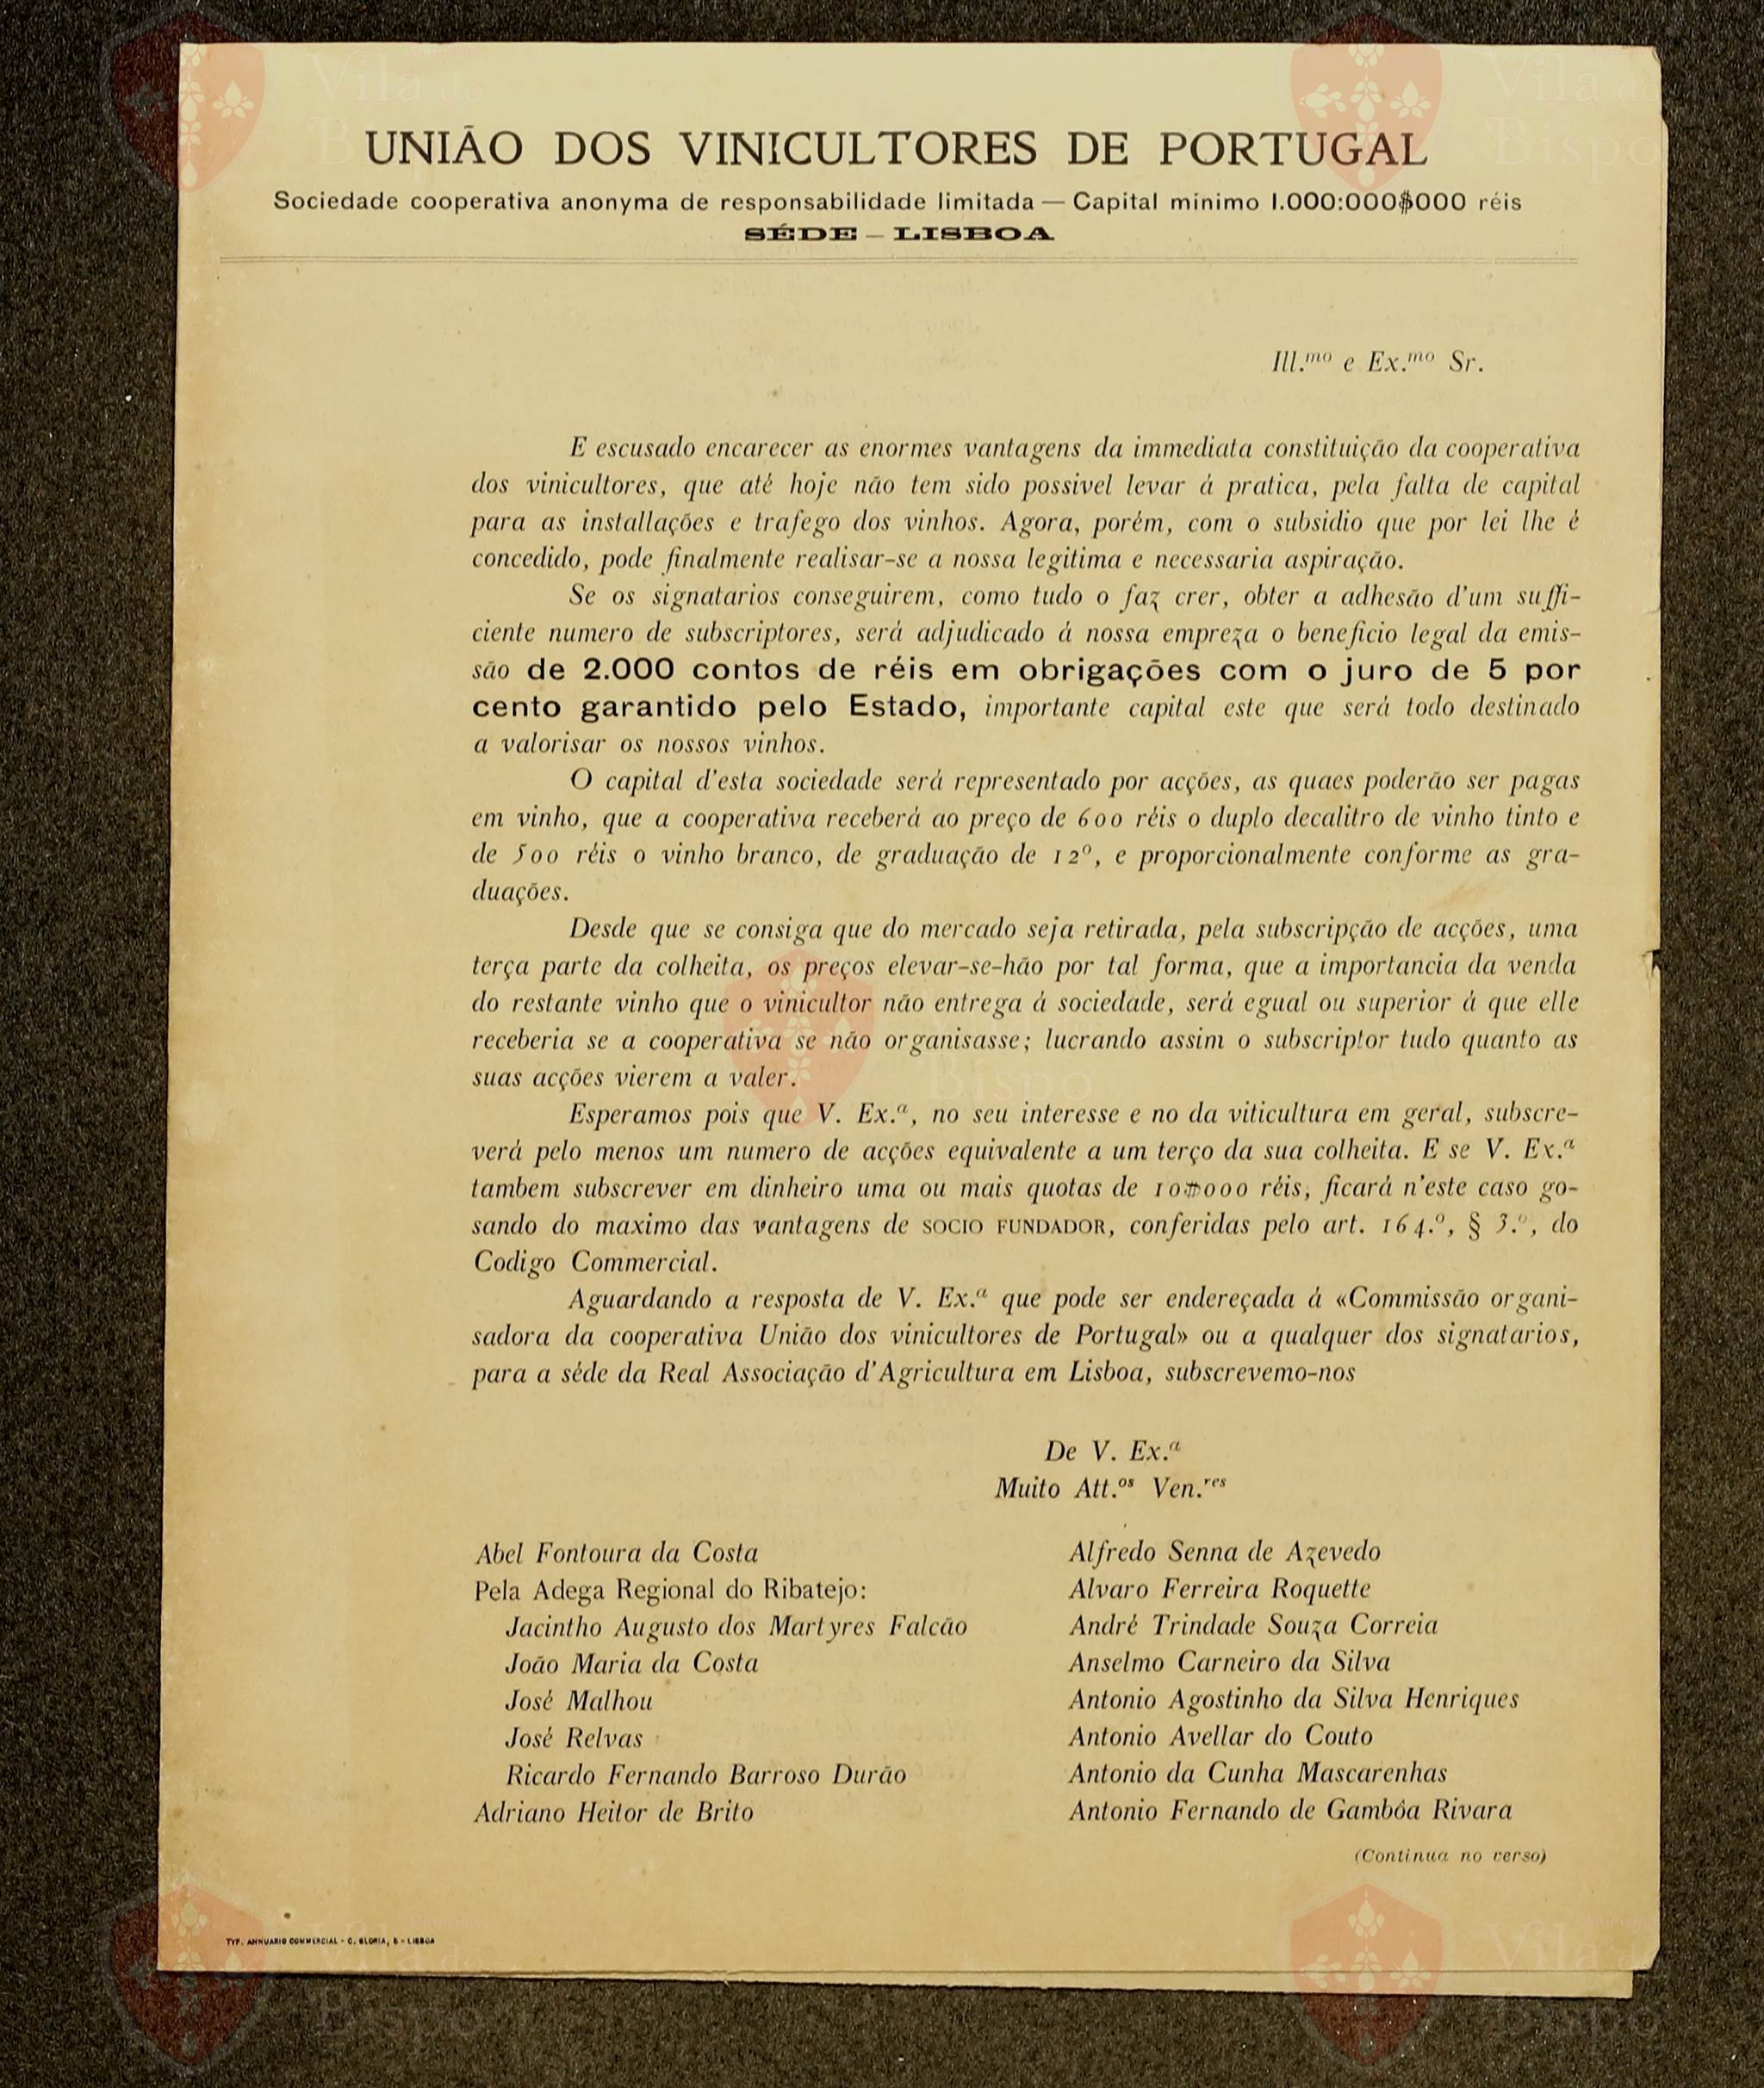 UNIÃO DOS VINICULTORES DE PORTUGAL
Sociedade cooperativa anonyma de responsabilidade limitada — Capital minimo 1.000:000$000 réis
SÉDE — LISBOA
Ill.mo e Ex.mo Sr.
E escusado encarecer as enormes vantagens da immediata constituição da cooperativa
dos vinicultores, que até hoje não tem sido possivel levar á pratica, pela falta de capital
para as installações e trafego dos vinhos. Agora, porém, com o subsidio que por lei lhe é
concedido, pode finalmente realisar-se a nossa legitima e necessaria aspiração.
Se os signatarios conseguirem, como tudo o faz crer, obter a adhesão d'um suffi-
ciente numero de subscriptores, será adjudicado á nossa empreza o beneficio legal da emis-
são de 2.000 contos de réis em obrigações com o juro de 5 por
cento garantido pelo Estado, importante capital este que será todo destinado
a valorisar os nossos vinhos.
O capital d'esta sociedade será representado por acções, as quaes poderão ser pagas
em vinho, que a cooperativa receberá ao preço de 600 réis o duplo decalitro de vinho tinto e
de 500 réis o vinho branco, de graduação de 12º, e proporcionalmente conforme as gra-
duações.
Desde que se consiga que do mercado seja retirada, pela subscripção de acções, uma
terça parte da colheita, os preços elevar-se-hão por tal forma, que a importancia da venda
do restante vinho que o vinicultor não entrega á sociedade, será egual ou superior á que elle
receberia se a cooperativa se não organisasse; lucrando assim o subscriptor tudo quanto as
suas acções vierem a valer.
Esperamos pois que V. Ex.ª, no seu interesse e no da viticultura em geral, subscre-
verá pelo menos um numero de acções equivalente a um terço da sua colheita. E se V. Ex.ª
tambem subscrever em dinheiro uma ou mais quotas de 10$000 réis, ficará n'este caso go-
sando do maximo das vantagens de SOCIO FUNDADOR, conferidas pelo art. 164.º, § 3.º, do
Codigo Commercial.
Aguardando a resposta de V. Ex.ª que pode ser endereçada á «Commissão organi-
sadora da cooperativa União dos vinicultores de Portugal» ou a qualquer dos signatarios,
para a séde da Real Associação d'Agricultura em Lisboa, subscrevemo-nos
De V. Ex.ª
Muito Att.os Ven.res
Abel Fontoura da Costa
Pela Adega Regional do Ribatejo:
Jacintho Augusto dos Martyres Falcão
João Maria da Costa
José Malhou
José Relvas
Ricardo Fernando Barroso Durão
Adriano Heitor de Brito
Alfredo Senna de Azevedo
Alvaro Ferreira Roquette
André Trindade Souza Correia
Anselmo Carneiro da Silva
Antonio Agostinho da Silva Henriques
Antonio Avellar do Couto
Antonio da Cunha Mascarenhas
Antonio Fernando de Gambôa Rivara
(Continua no verso)
TYP. ANNUARIO COMMERCIAL - C. GLORIA, 5 - LISBOA
Vila do
Bispo
Vila do
Bispo
Bispo
Vila do
Bispo
Vila do
Bispo